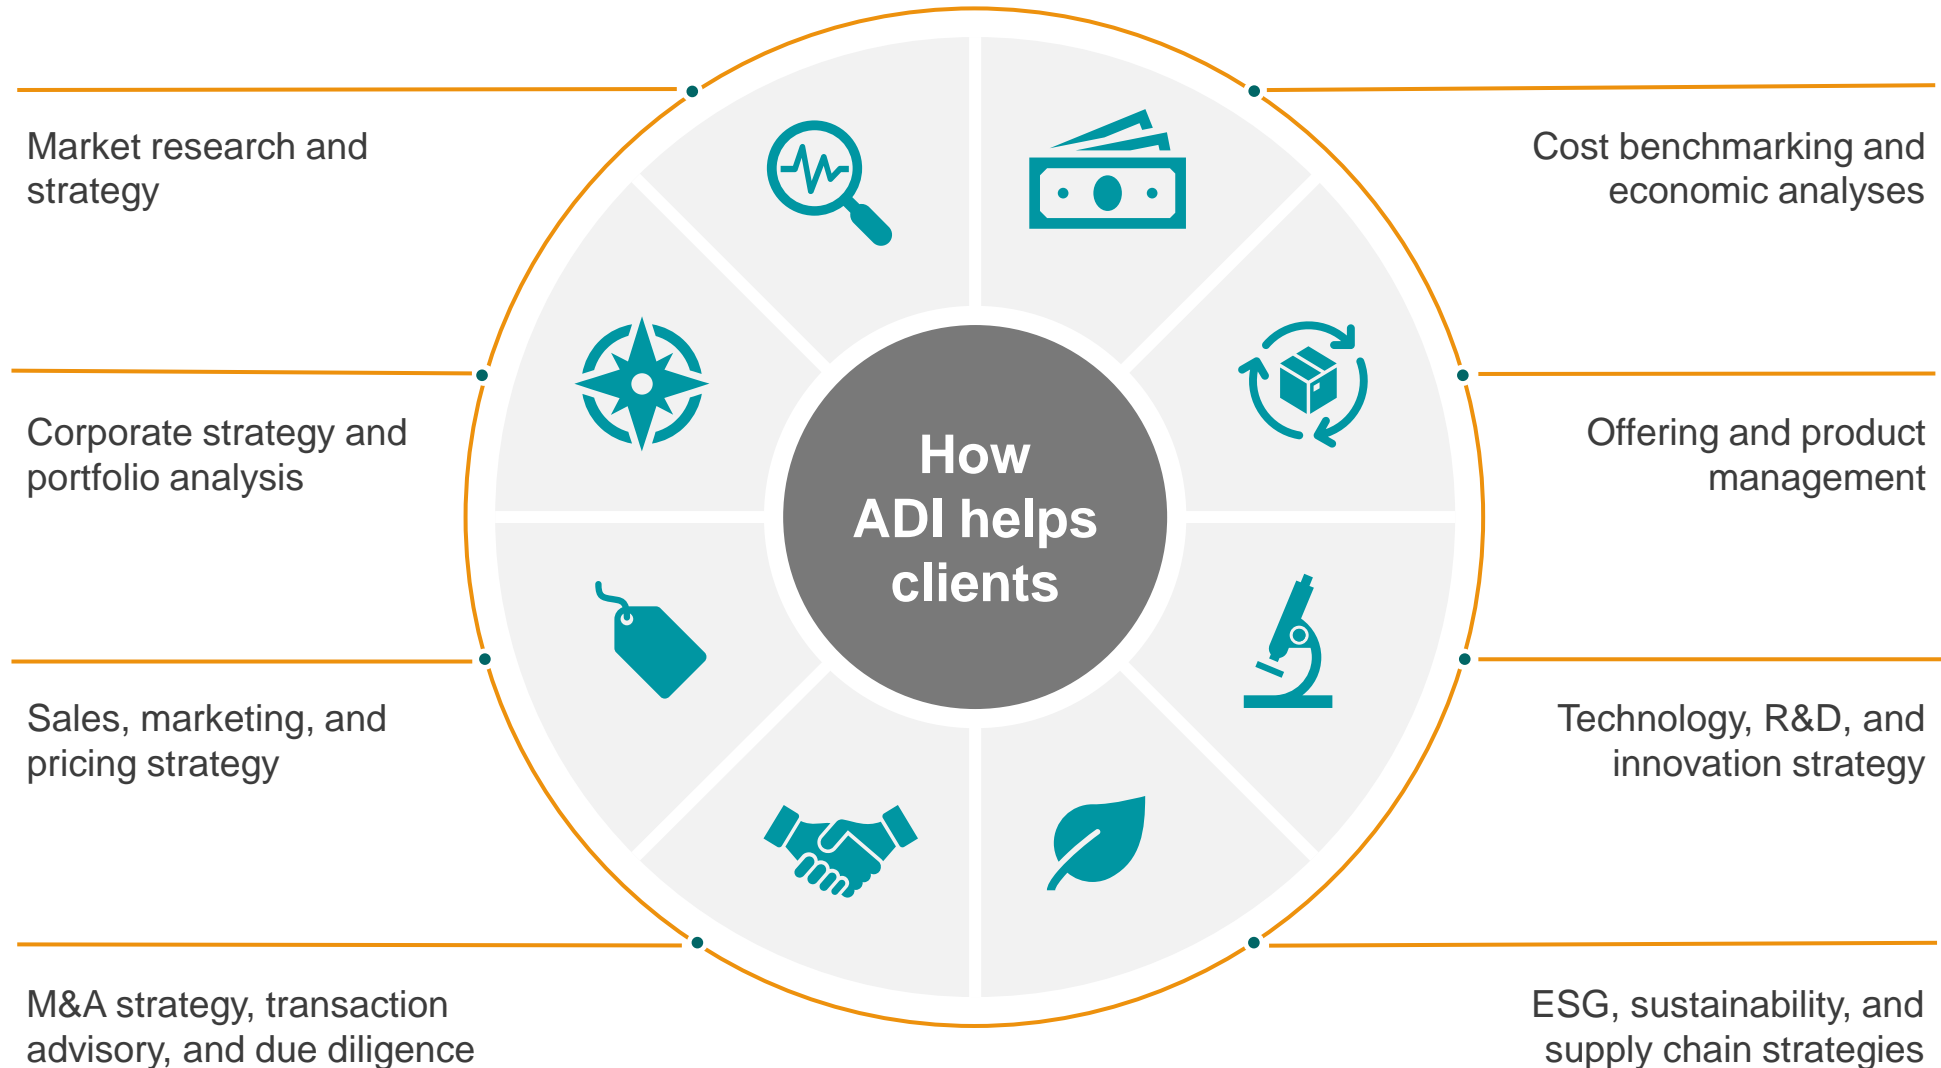 Market research and
strategy
Corporate strategy and
portfolio analysis
Sales, marketing, and
pricing strategy
M&A strategy, transaction
advisory, and due diligence
How
ADI helps
clients
Cost benchmarking and
economic analyses
Offering and product
management
Technology, R&D, and
innovation strategy
ESG, sustainability, and
supply chain strategies